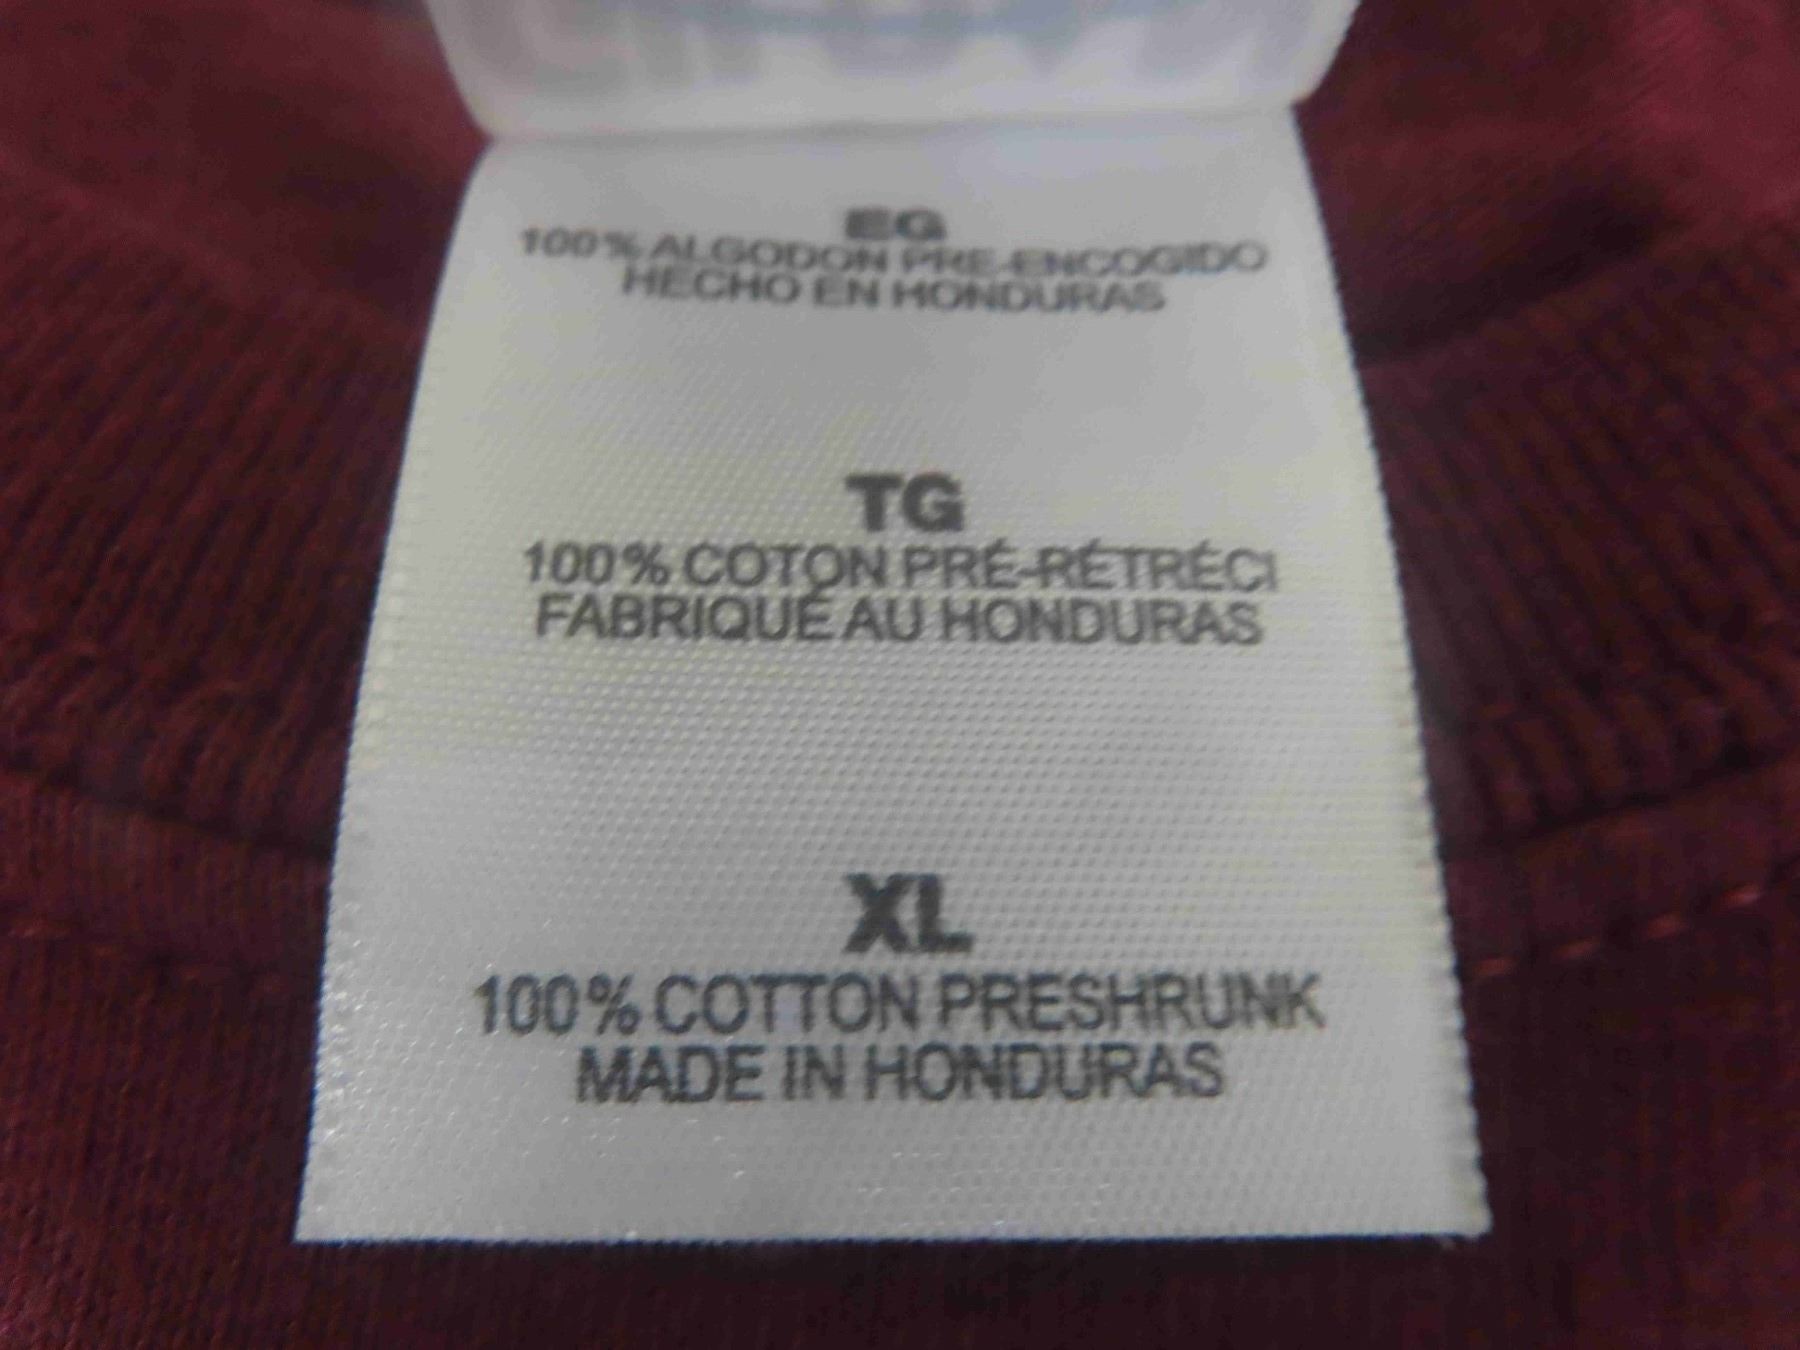 EG
100% ALGODON PRE-ENCOGIDO
HECHO EN HONDURAS
TG
100% COTON PRÉ-RÉTRÉCI
FABRIQUÉ AU HONDURAS
XL
100% COTTON PRESHRUNK
MADE IN HONDURAS